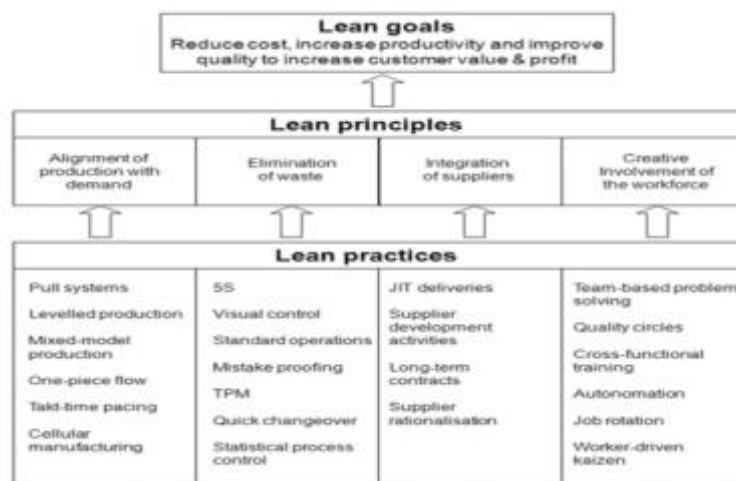 Lean goals
Reduce cost, increase productivity and improve
quality to increase customer value & profit
Lean principles
Alignment of
production with
demand
Elimination
of waste
Integration
of suppliers
Creative
Involvement of
the workforce
Lean practices
Pull systems
Levelled production
Mixed-model
production
One-piece flow
Takt-time pacing
Cellular
manufacturing
5S
Visual control
Standard operations
Mistake proofing
TPM
Quick changeover
Statistical process
control
JIT deliveries
Supplier
development
activities
Long-term
contracts
Supplier
rationalisation
Team-based problem
solving
Quality circles
Cross-functional
training
Autonomation
Job rotation
Worker-driven
kaizen